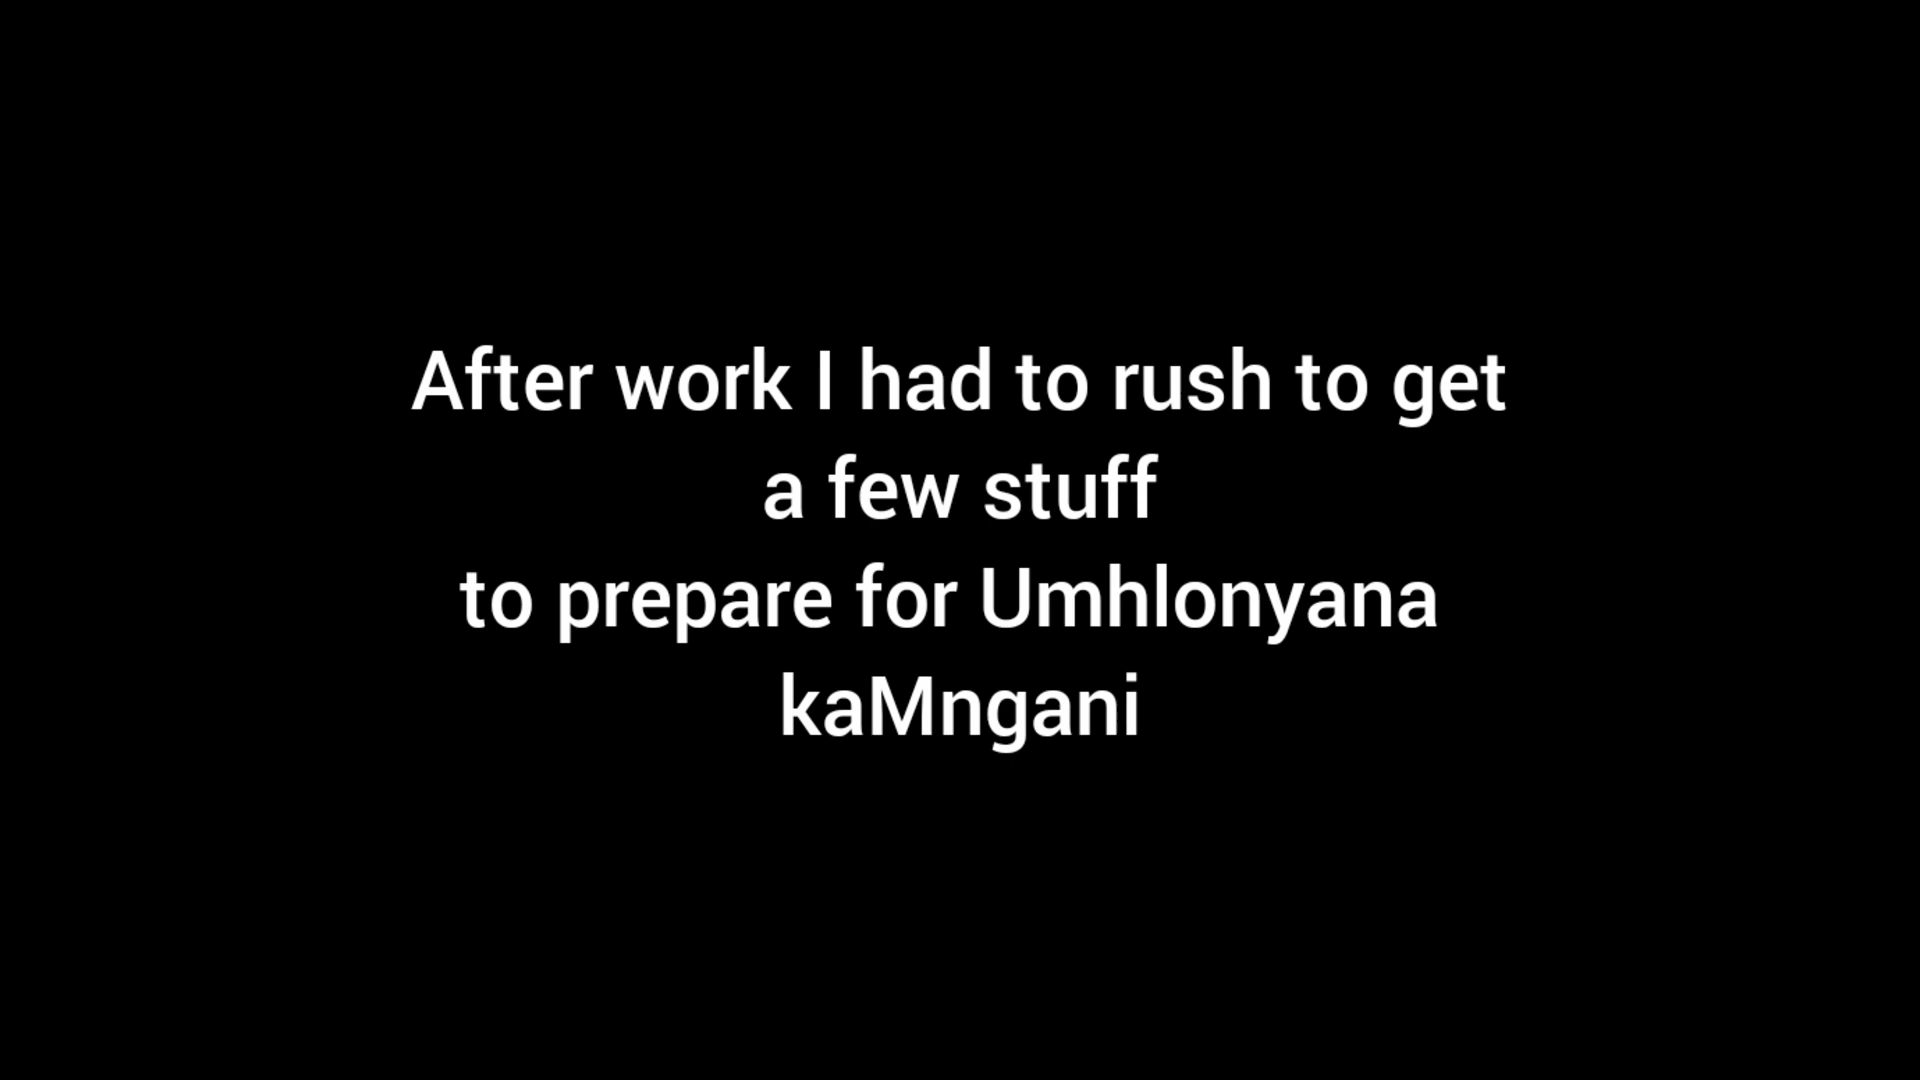 After work I had to rush to get
a few stuff
to prepare for Umhlonyana
kaMngani